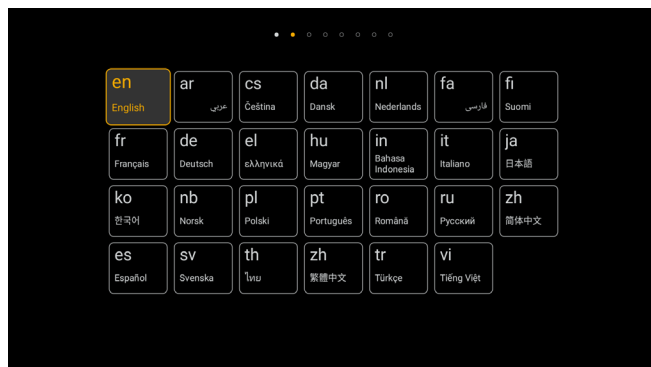 en
English
ar
عربي
cs
Čeština
da
Dansk
nl
Nederlands
fa
فارسی
fi
Suomi
fr
Français
de
Deutsch
el
ελληνικά
hu
Magyar
in
Bahasa
Indonesia
it
Italiano
ja
日本語
ko
한국어
nb
Norsk
pl
Polski
pt
Português
ro
Română
ru
Русский
zh
简体中文
es
Español
sv
Svenska
th
ไทย
zh
繁體中文
tr
Türkçe
vi
Tiếng Việt